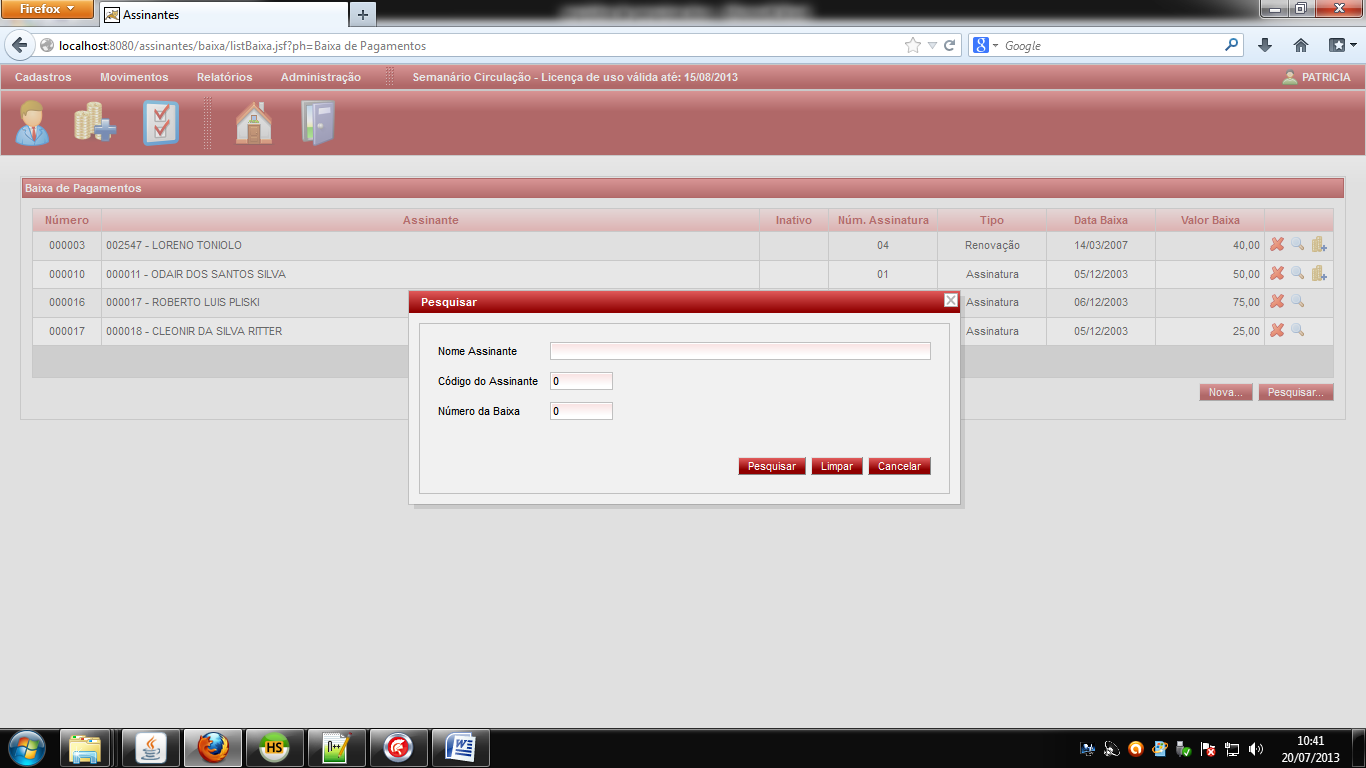 Firefox
Assinantes
localhost:8080/assinantes/baixa/listBaixa.jsf?ph=Baixa de Pagamentos
Google
Cadastros Movimentos Relatórios Administração Semanário Circulação - Licença de uso válida até: 15/08/2013 PATRICIA
Baixa de Pagamentos
Número Assinante Inativo Núm. Assinatura Tipo Data Baixa Valor Baixa
000003 002547 - LORENO TONIOLO 04 Renovação 14/03/2007 40,00
000010 000011 - ODAIR DOS SANTOS SILVA 01 Assinatura 05/12/2003 50,00
000016 000017 - ROBERTO LUIS PLISKI Assinatura 06/12/2003 75,00
000017 000018 - CLEONIR DA SILVA RITTER Assinatura 05/12/2003 25,00
Nova... Pesquisar...
Pesquisar
Nome Assinante
Código do Assinante 0
Número da Baixa 0
Pesquisar Limpar Cancelar
HS
N++
W
10:41
20/07/2013